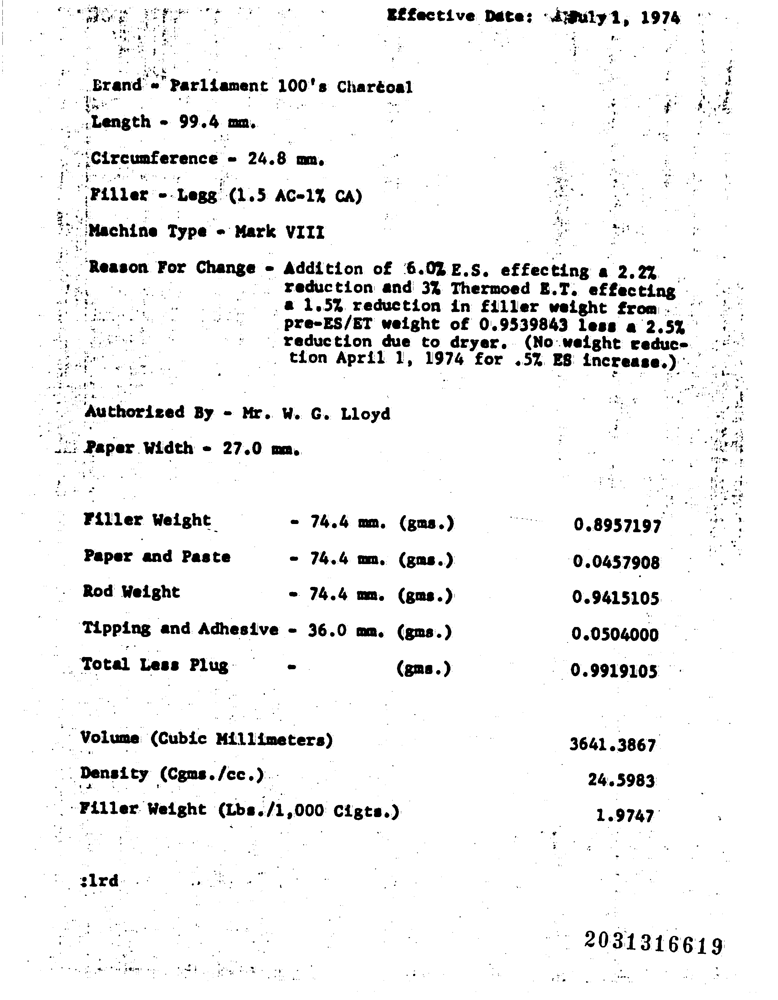 Effective Date: July 1, 1974
Brand - Parliament 100's Charcoal
Length - 99.4 mm.
Circumference - 24.8 mm.
Filler - Legg (1.5 AC-1% CA)
Machine Type - Mark VIII
Reason For Change - Addition of 6.0% E.S. effecting a 2.2%
reduction and 3% Thermoed E.T. effecting
a 1.5% reduction in filler weight from
pre-ES/ET weight of 0.9539843 less a 2.5%
reduction due to dryer. (No weight reduc-
tion April 1, 1974 for .5% ES increase.)
Authorized By - Mr. W. G. Lloyd
Paper Width - 27.0 mm.
Filler Weight - 74.4 mm. (gms.) 0.8957197
Paper and Paste - 74.4 mm. (gms.) 0.0457908
Rod Weight - 74.4 mm. (gms.) 0.9415105
Tipping and Adhesive - 36.0 mm. (gms.) 0.0504000
Total Less Plug - (gms.) 0.9919105
Volume (Cubic Millimeters) 3641.3867
Density (Cgms./cc.) 24.5983
Filler Weight (Lbs./1,000 Cigts.) 1.9747
:lrd
2031316619